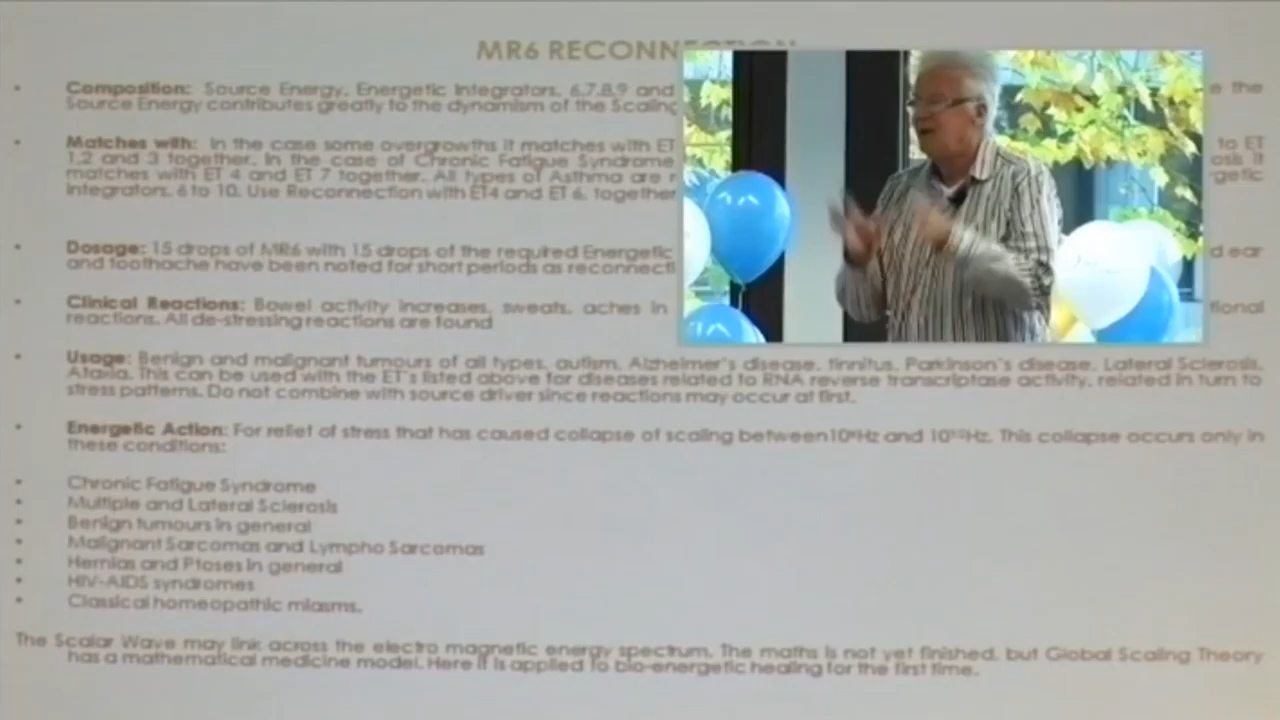 MR6 RECONNECTION
• Composition: Source Energy, Energetic Integrators, 6,7,8,9 and e the
Source Energy contributes greatly to the dynamism of the Scaling
• Matches with: In the case some overgrowths it matches with ET to ET
1,2 and 3 together. In the case of Chronic Fatigue Syndrome osis it
matches with ET 4 and ET 7 together. All types of Asthma are rgetic
Integrators, 6 to 10. Use Reconnection with ET4 and ET 6, together
• Dosage: 15 drops of MR6 with 15 drops of the required Energetic d ear
and toothache have been noted for short periods as reconnecti
• Clinical Reactions: Bowel activity increases, sweats, aches in tional
reactions. All de-stressing reactions are found
• Usage: Benign and malignant tumours of all types, autism, Alzheimer's disease, tinnitus, Parkinson's disease, Lateral Sclerosis,
Ataxia. This can be used with the ET's listed above for diseases related to RNA reverse transcriptase activity, related in turn to
stress patterns. Do not combine with source driver since reactions may occur at first.
• Energetic Action: For relief of stress that has caused collapse of scaling between and This collapse occurs only in
these conditions:
• Chronic Fatigue Syndrome
• Multiple and Lateral Sclerosis
• Benign tumours in general
• Malignant Sarcomas and Lympho Sarcomas
• Hernias and Ptoses in general
• HIV-AIDS syndromes
• Classical homeopathic miasms.
The Scalar Wave may link across the electro magnetic energy spectrum. The maths is not yet finished, but Global Scaling Theory
has a mathematical medicine model. Here it is applied to bio-energetic healing for the first time.